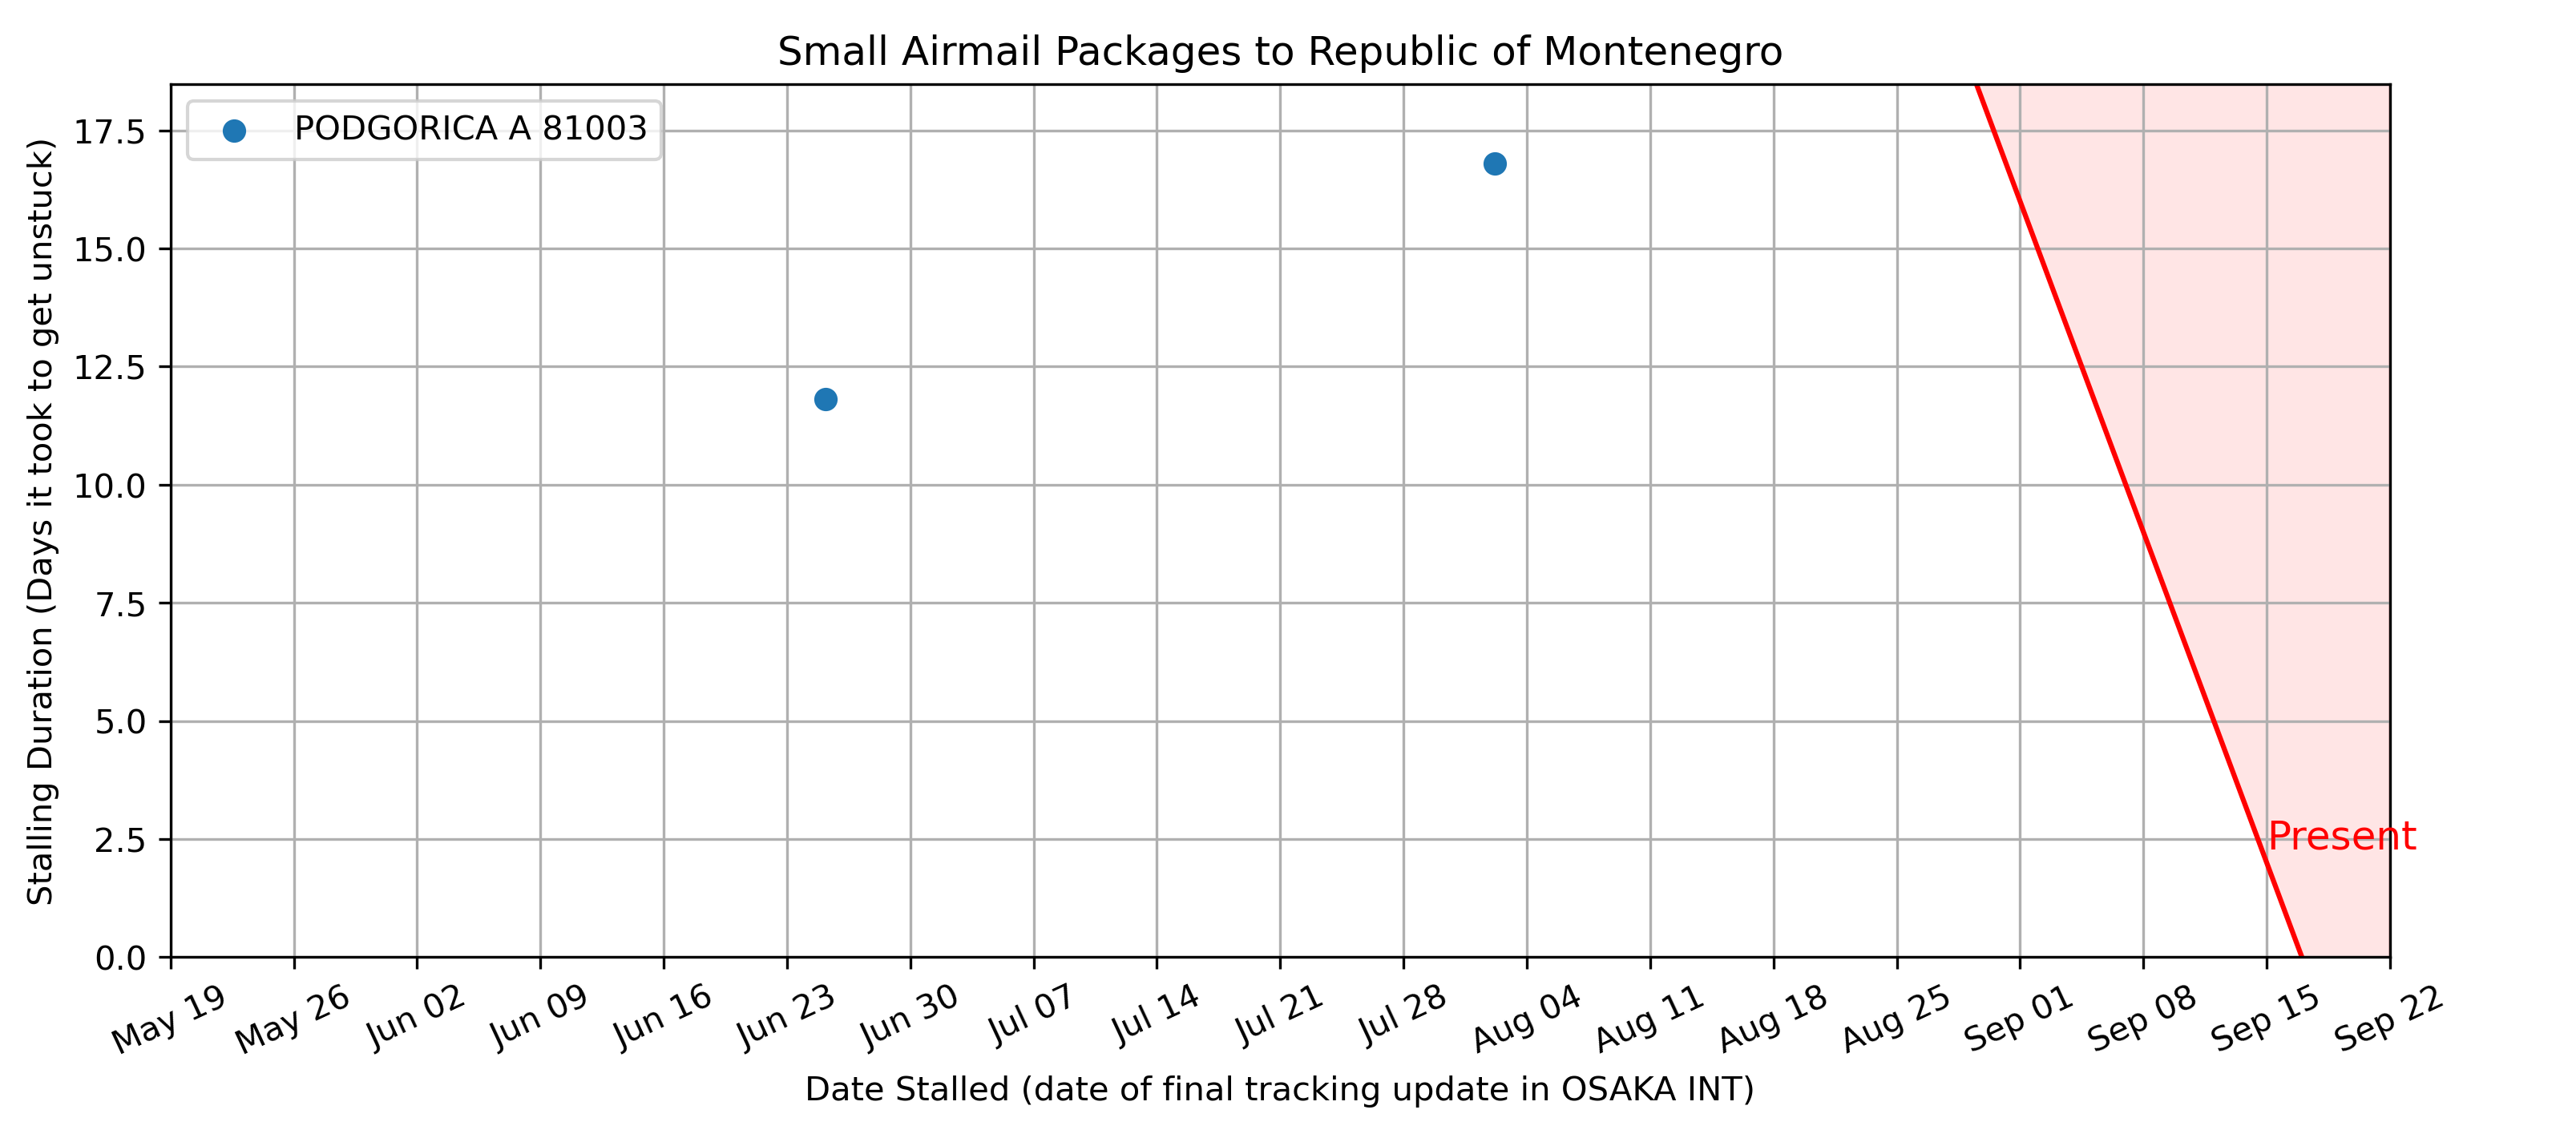 Small Airmail Packages to Republic of Montenegro
PODGORICA A 81003
Stalling Duration (Days it took to get unstuck)
17.5
15.0
12.5
10.0
7.5
5.0
2.5
0.0
Present
May 19 May 26 Jun 02 Jun 09 Jun 16 Jun 23 Jun 30 Jul 07 Jul 14 Jul 21 Jul 28 Aug 04 Aug 11 Aug 18 Aug 25 Sep 01 Sep 08 Sep 15 Sep 22
Date Stalled (date of final tracking update in OSAKA INT)